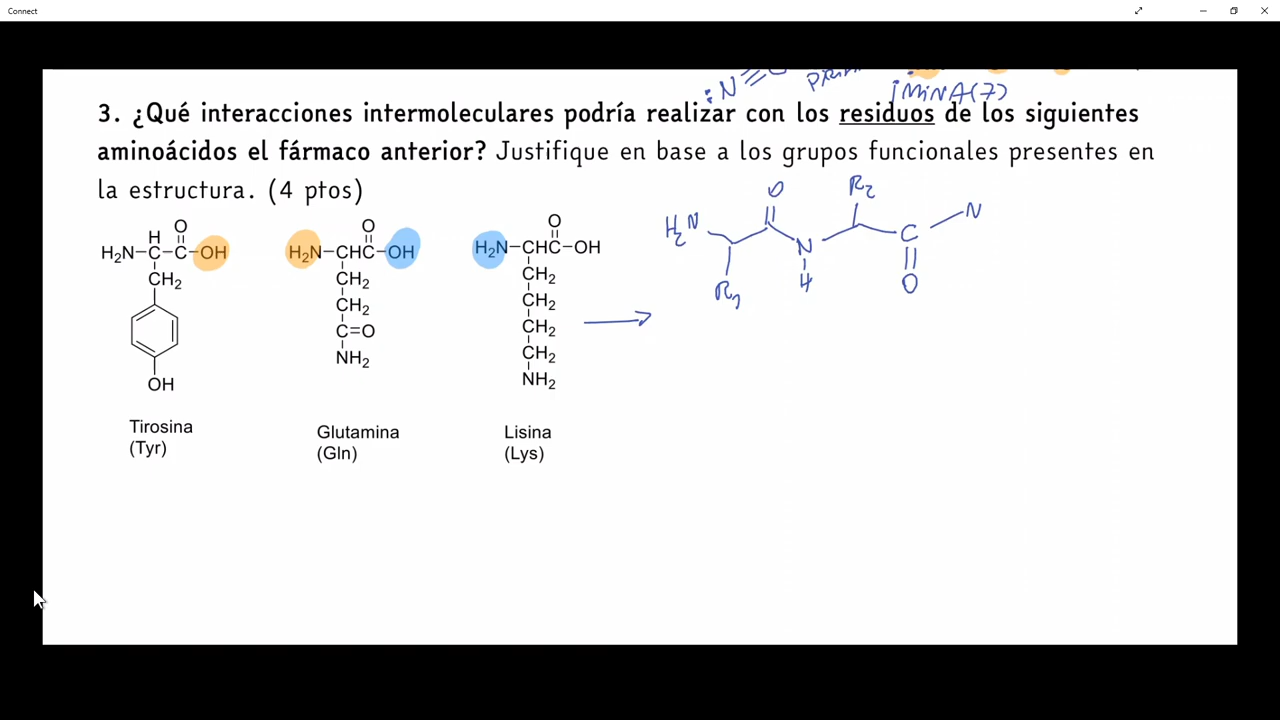 Connect
:N≡C
IMINA(7)
3. ¿Qué interacciones intermoleculares podría realizar con los residuos de los siguientes
aminoácidos el fármaco anterior? Justifique en base a los grupos funcionales presentes en
la estructura. (4 ptos)
H O
H₂N-C-C-OH
CH₂
OH
Tirosina
(Tyr)
O
H₂N-CHC-OH
CH₂
CH₂
C=O
NH₂
Glutamina
(Gln)
O
H₂N-CHC-OH
CH₂
CH₂
CH₂
CH₂
NH₂
Lisina
(Lys)
O R₂
H₂N N C N
R₁ H O